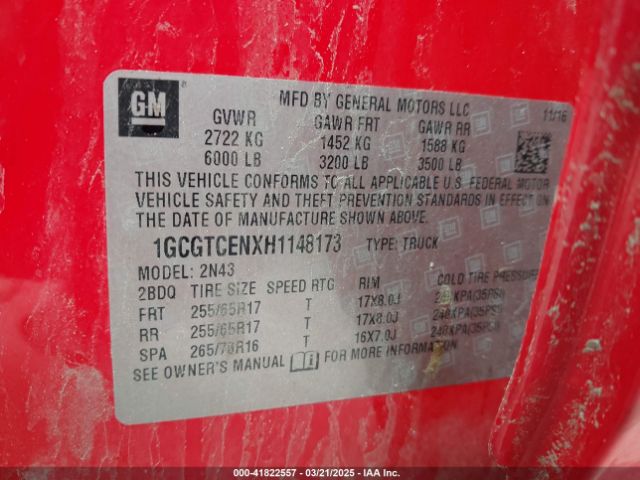 GM
MFD BY GENERAL MOTORS LLC
11/16
GVWR GAWR FRT GAWR RR
2722 KG 1452 KG 1588 KG
6000 LB 3200 LB 3500 LB
THIS VEHICLE CONFORMS TO ALL APPLICABLE U.S. FEDERAL MOTOR
VEHICLE SAFETY AND THEFT PREVENTION STANDARDS IN EFFECT ON
THE DATE OF MANUFACTURE SHOWN ABOVE.
1GCGTCENXH1148173 TYPE: TRUCK
MODEL: 2N43
2BDQ TIRE SIZE SPEED RTG RIM COLD TIRE PRESSURE
FRT 255/65R17 T 17X8.0J 240KPA(35PSI)
RR 255/65R17 T 17X8.0J 240KPA(35PSI)
SPA 265/70R16 T 16X7.0J 240KPA(35PSI)
SEE OWNER'S MANUAL FOR MORE INFORMATION.
000-41822557 - 03/21/2025 - IAA Inc.